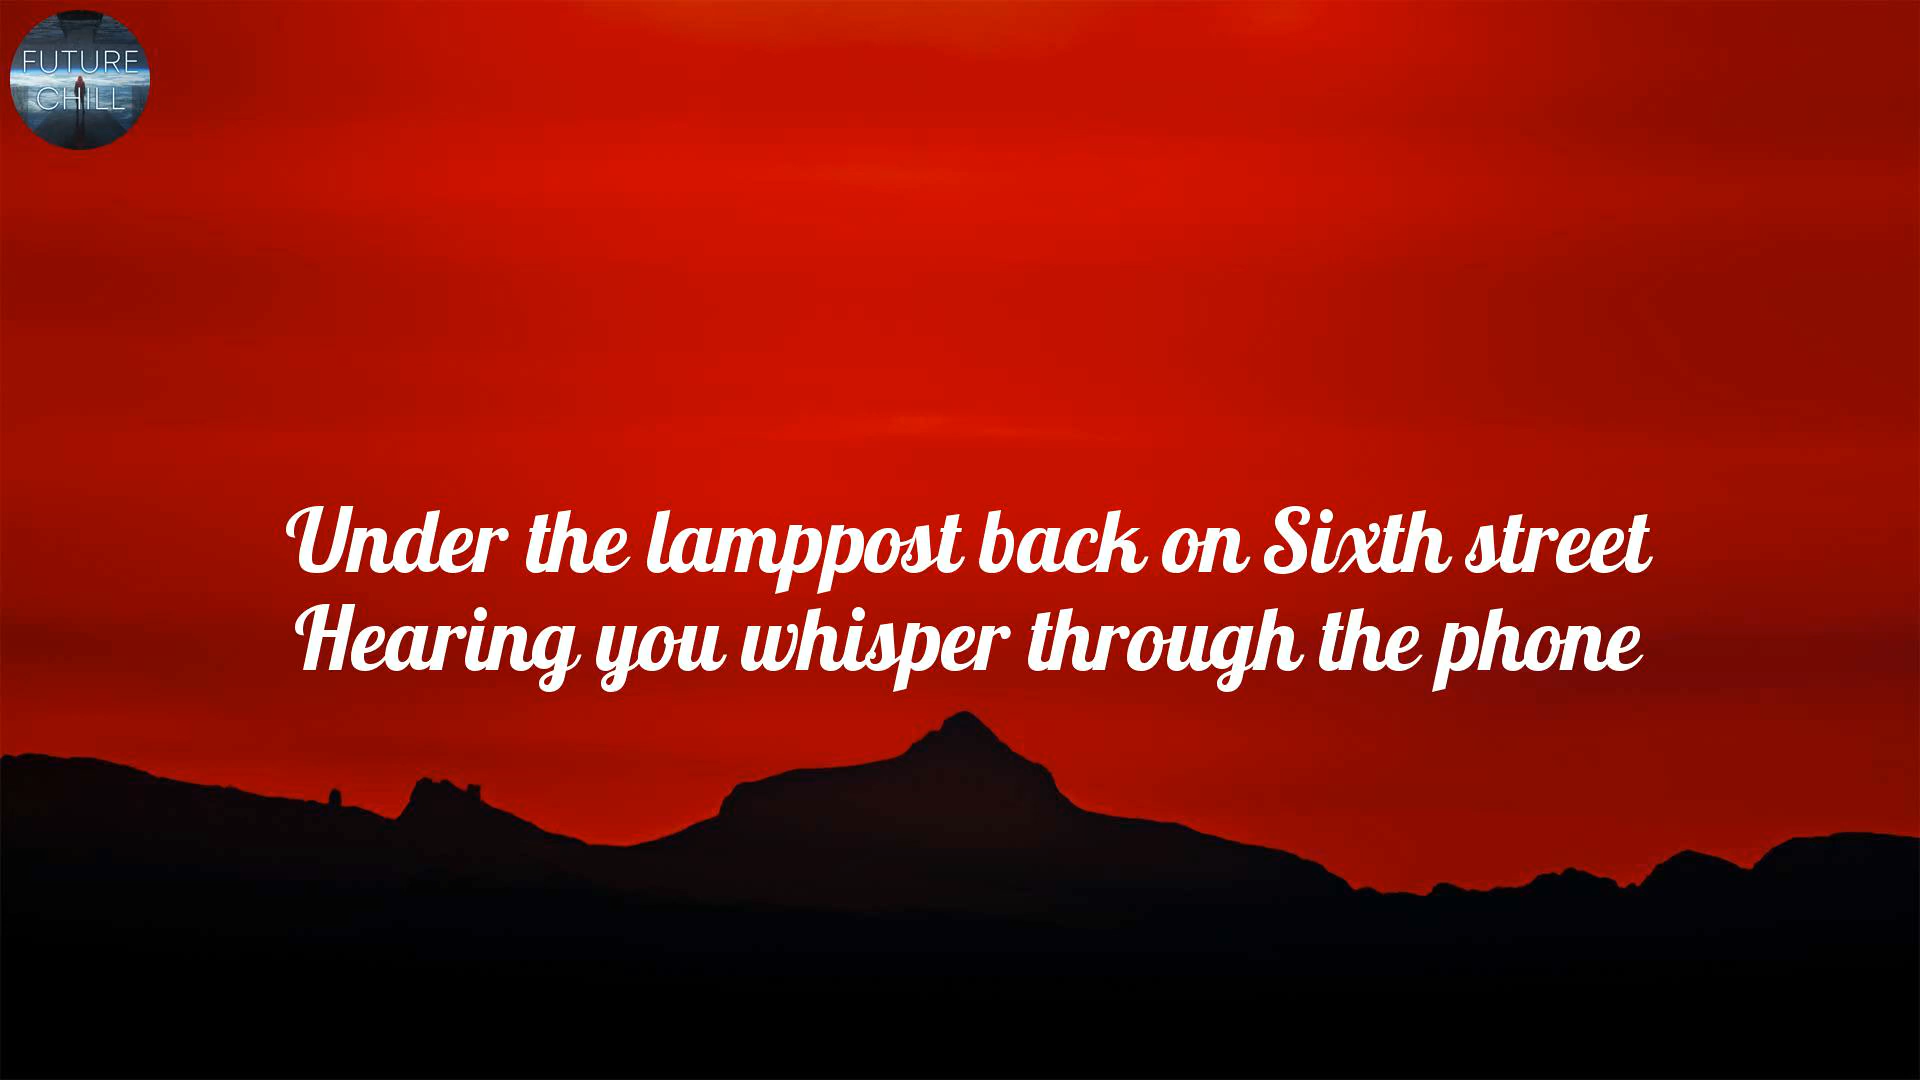 FUTURE
CHILL
Under the lamppost back on Sixth street
Hearing you whisper through the phone